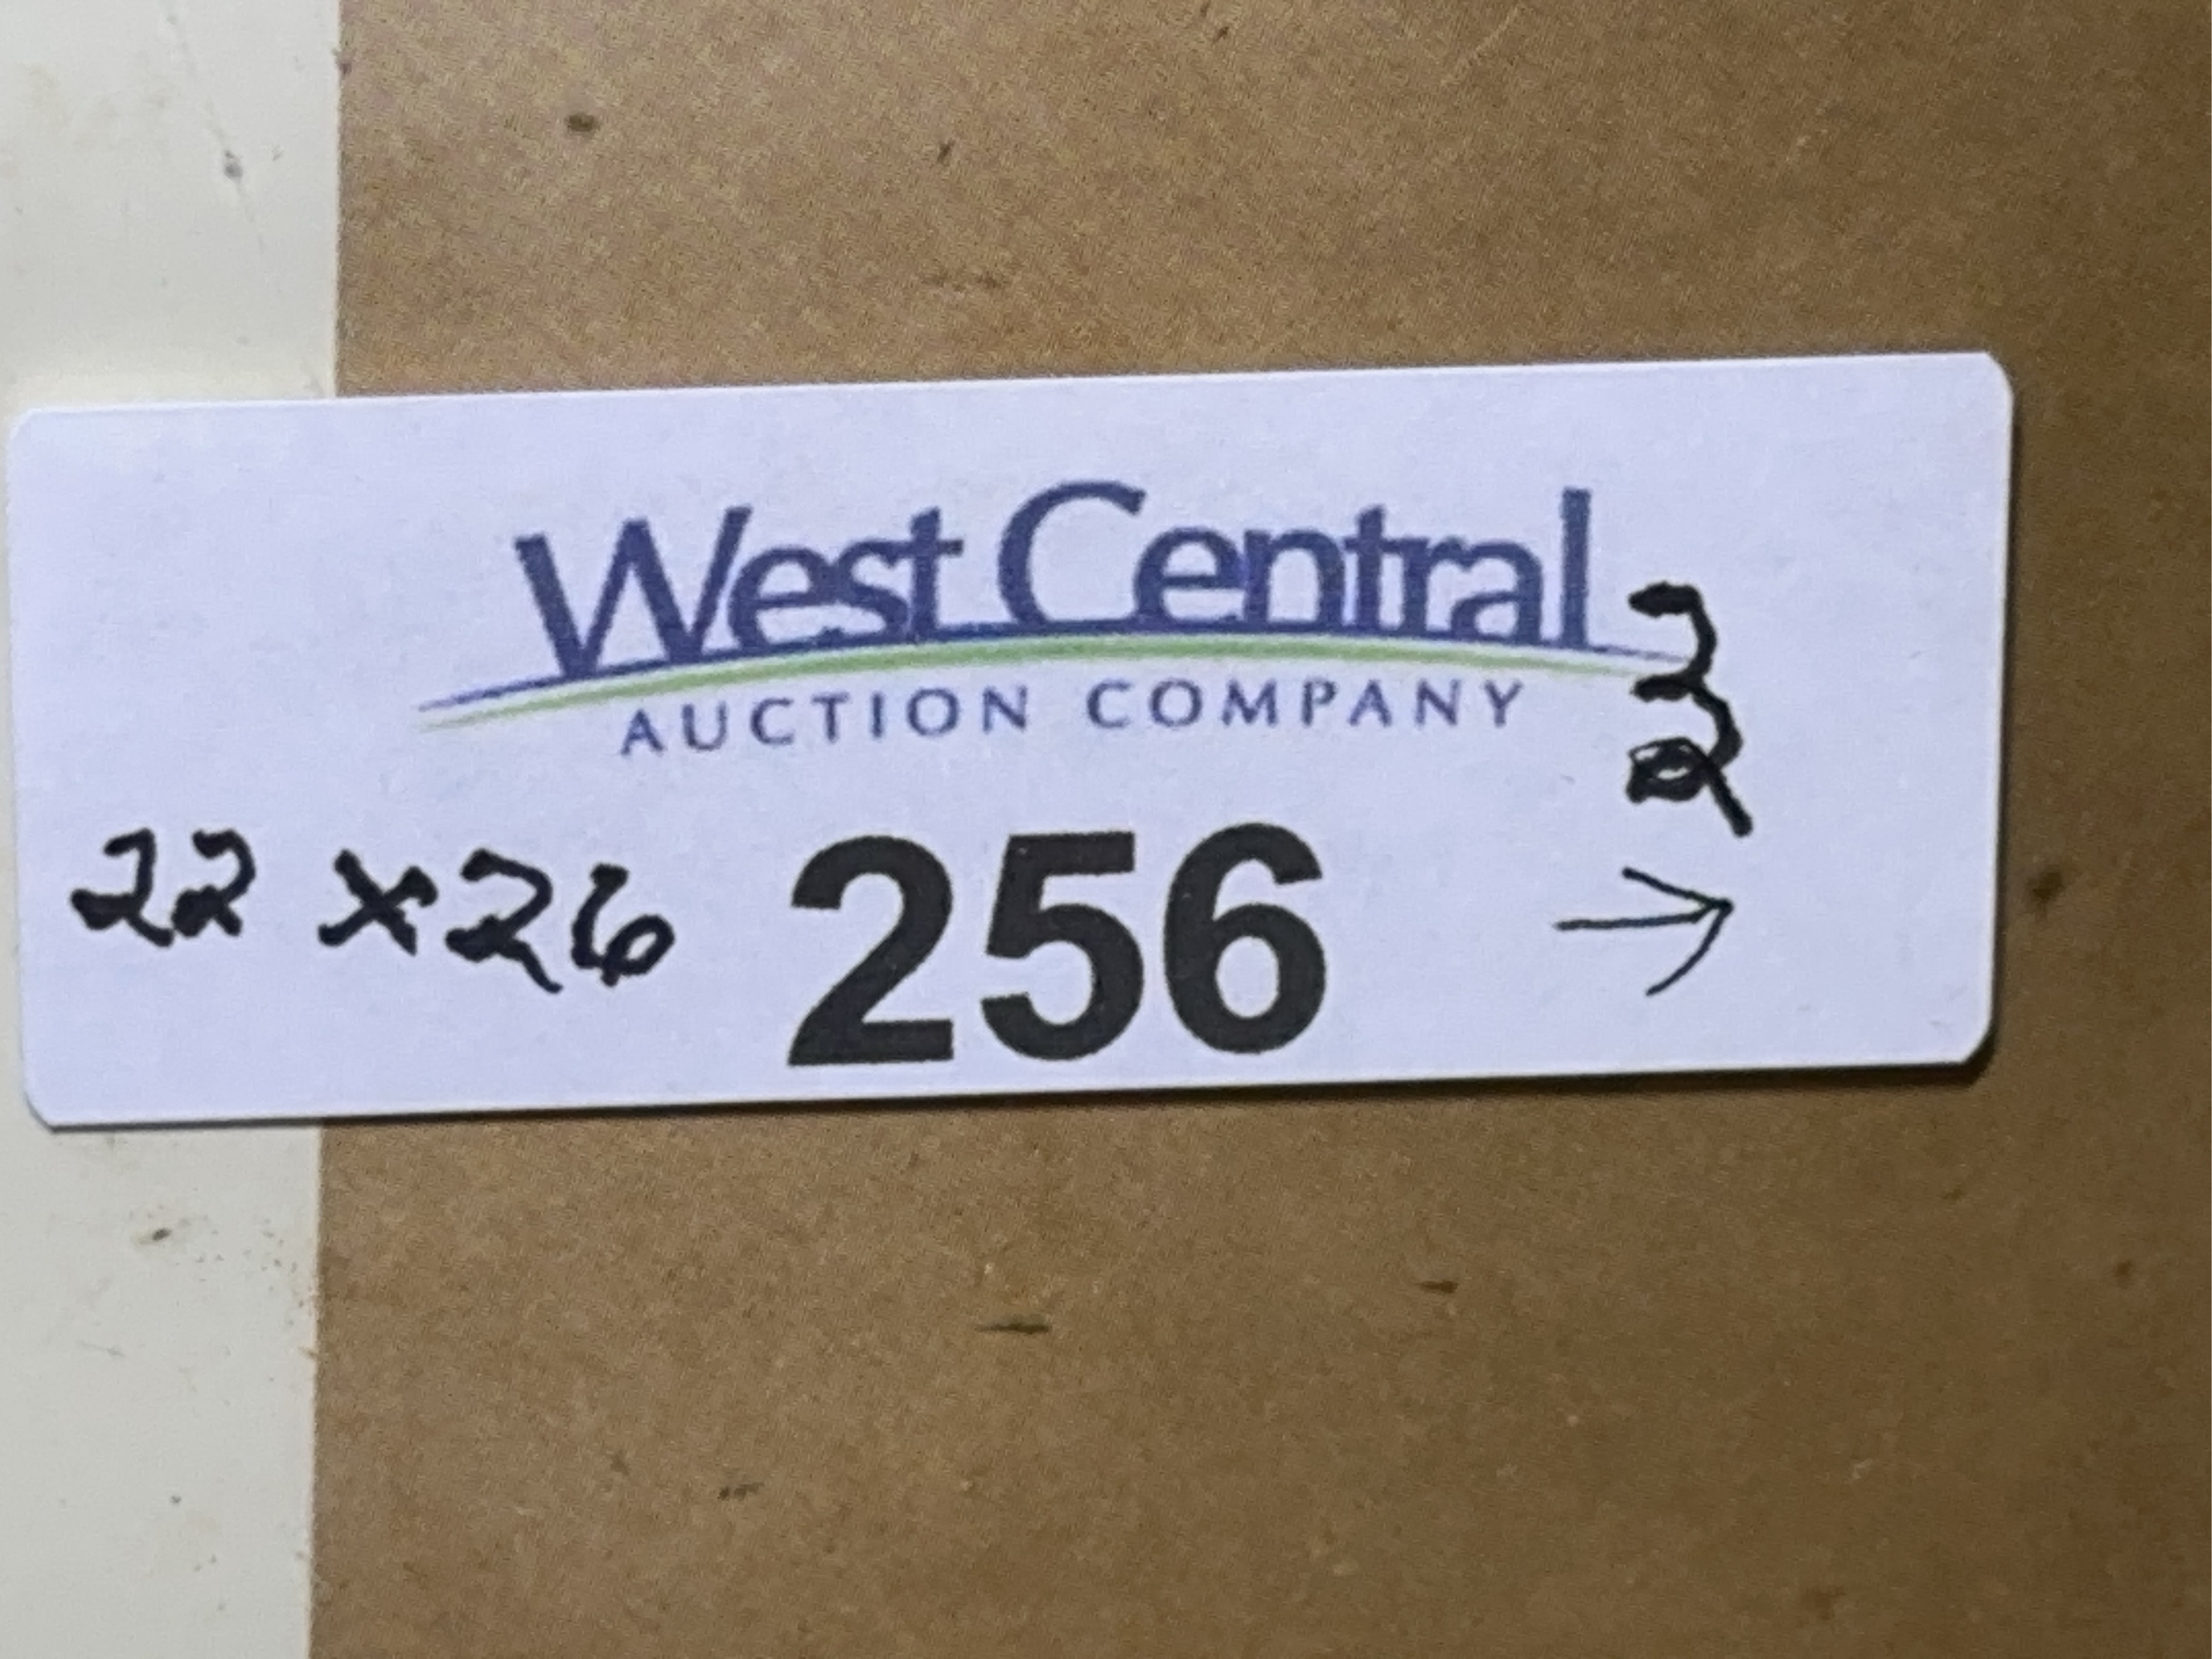 West Central
AUCTION COMPANY
22 x 26
256
→